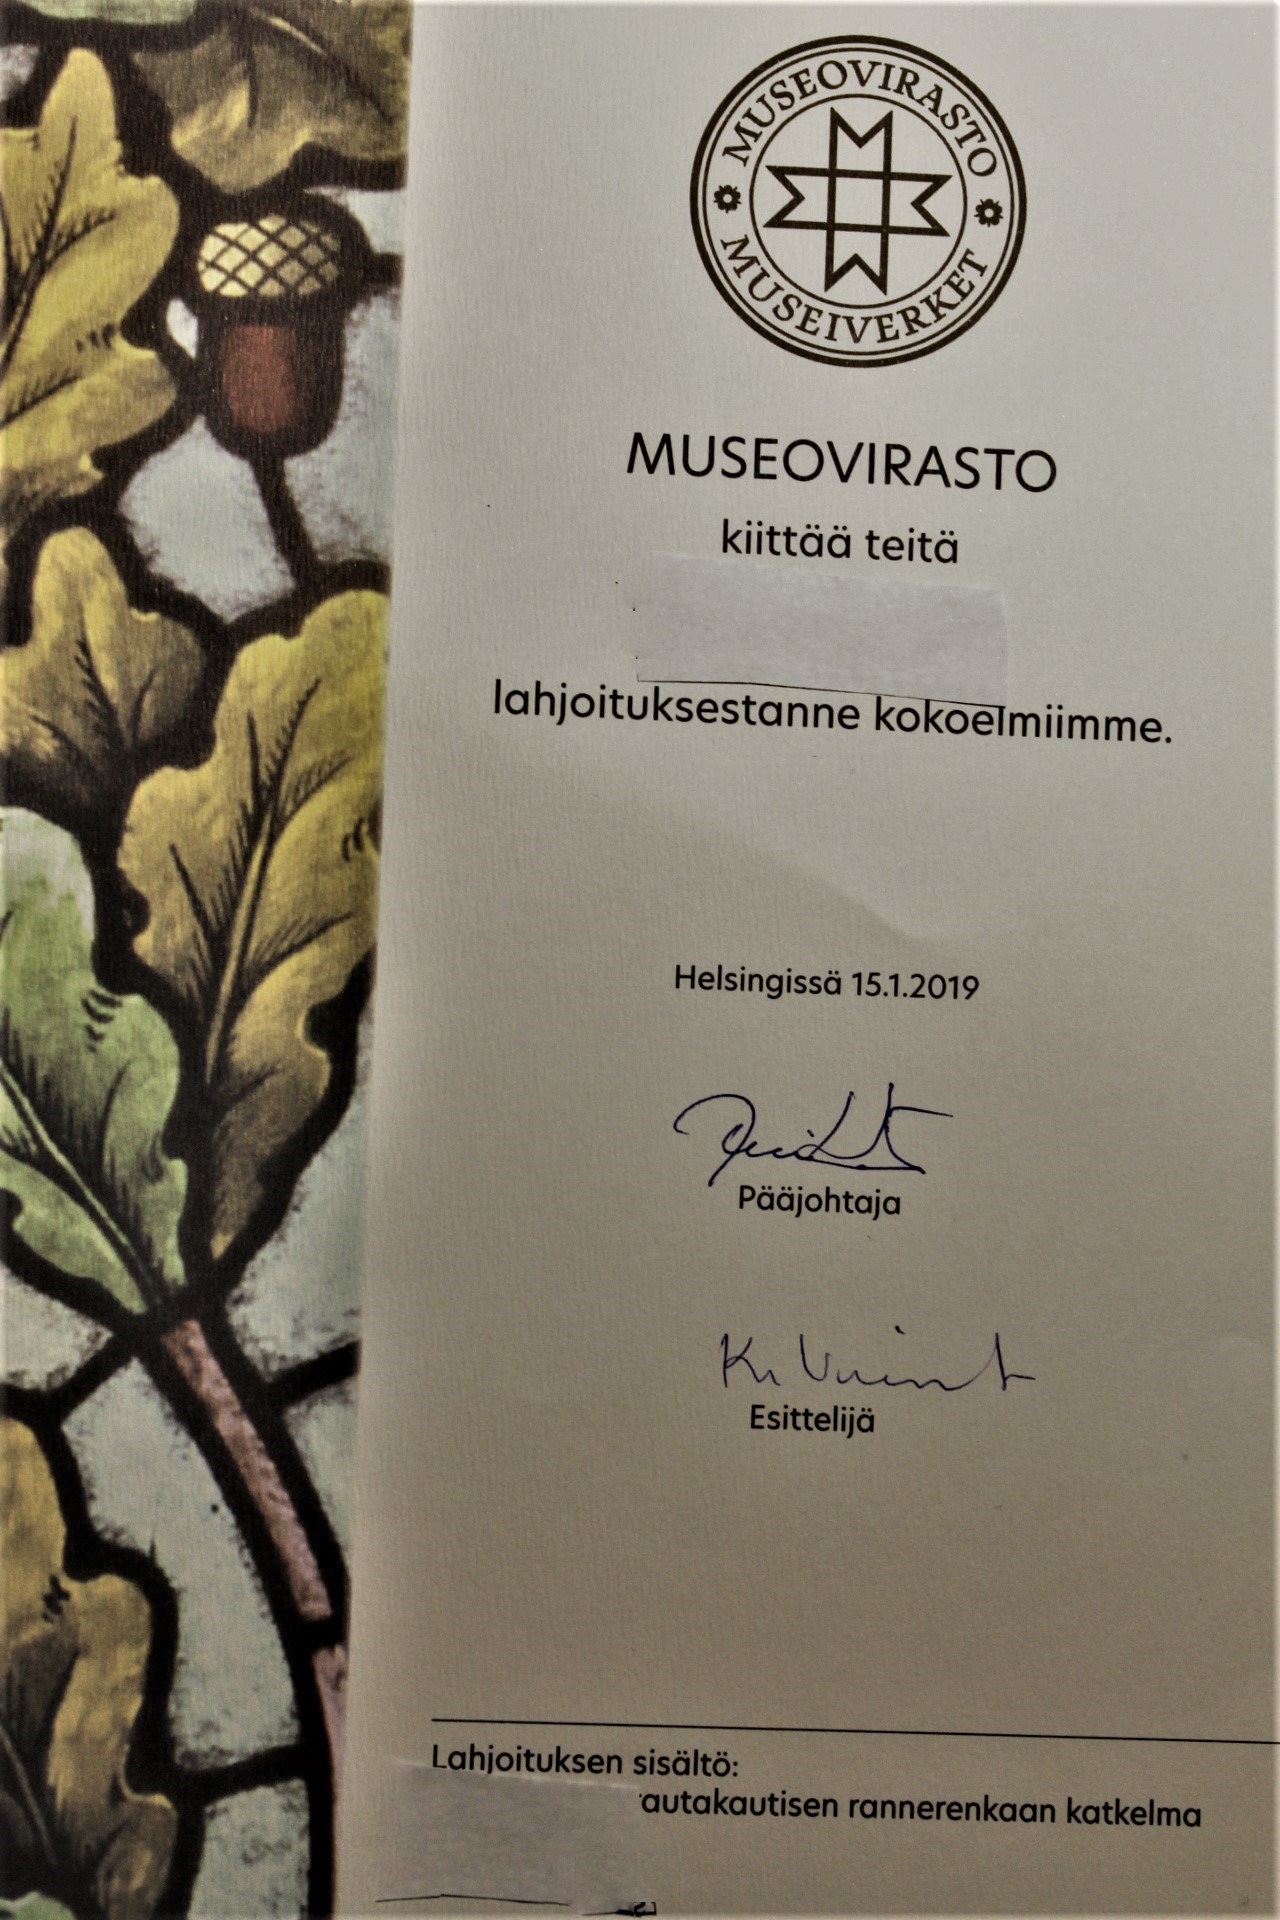 MUSEOVIRASTO
MUSEIVERKET
MUSEOVIRASTO
kiittää teitä
lahjoituksestanne kokoelmiimme.
Helsingissä 15.1.2019
Pääjohtaja
Esittelijä
Lahjoituksen sisältö:
rautakautisen rannerenkaan katkelma